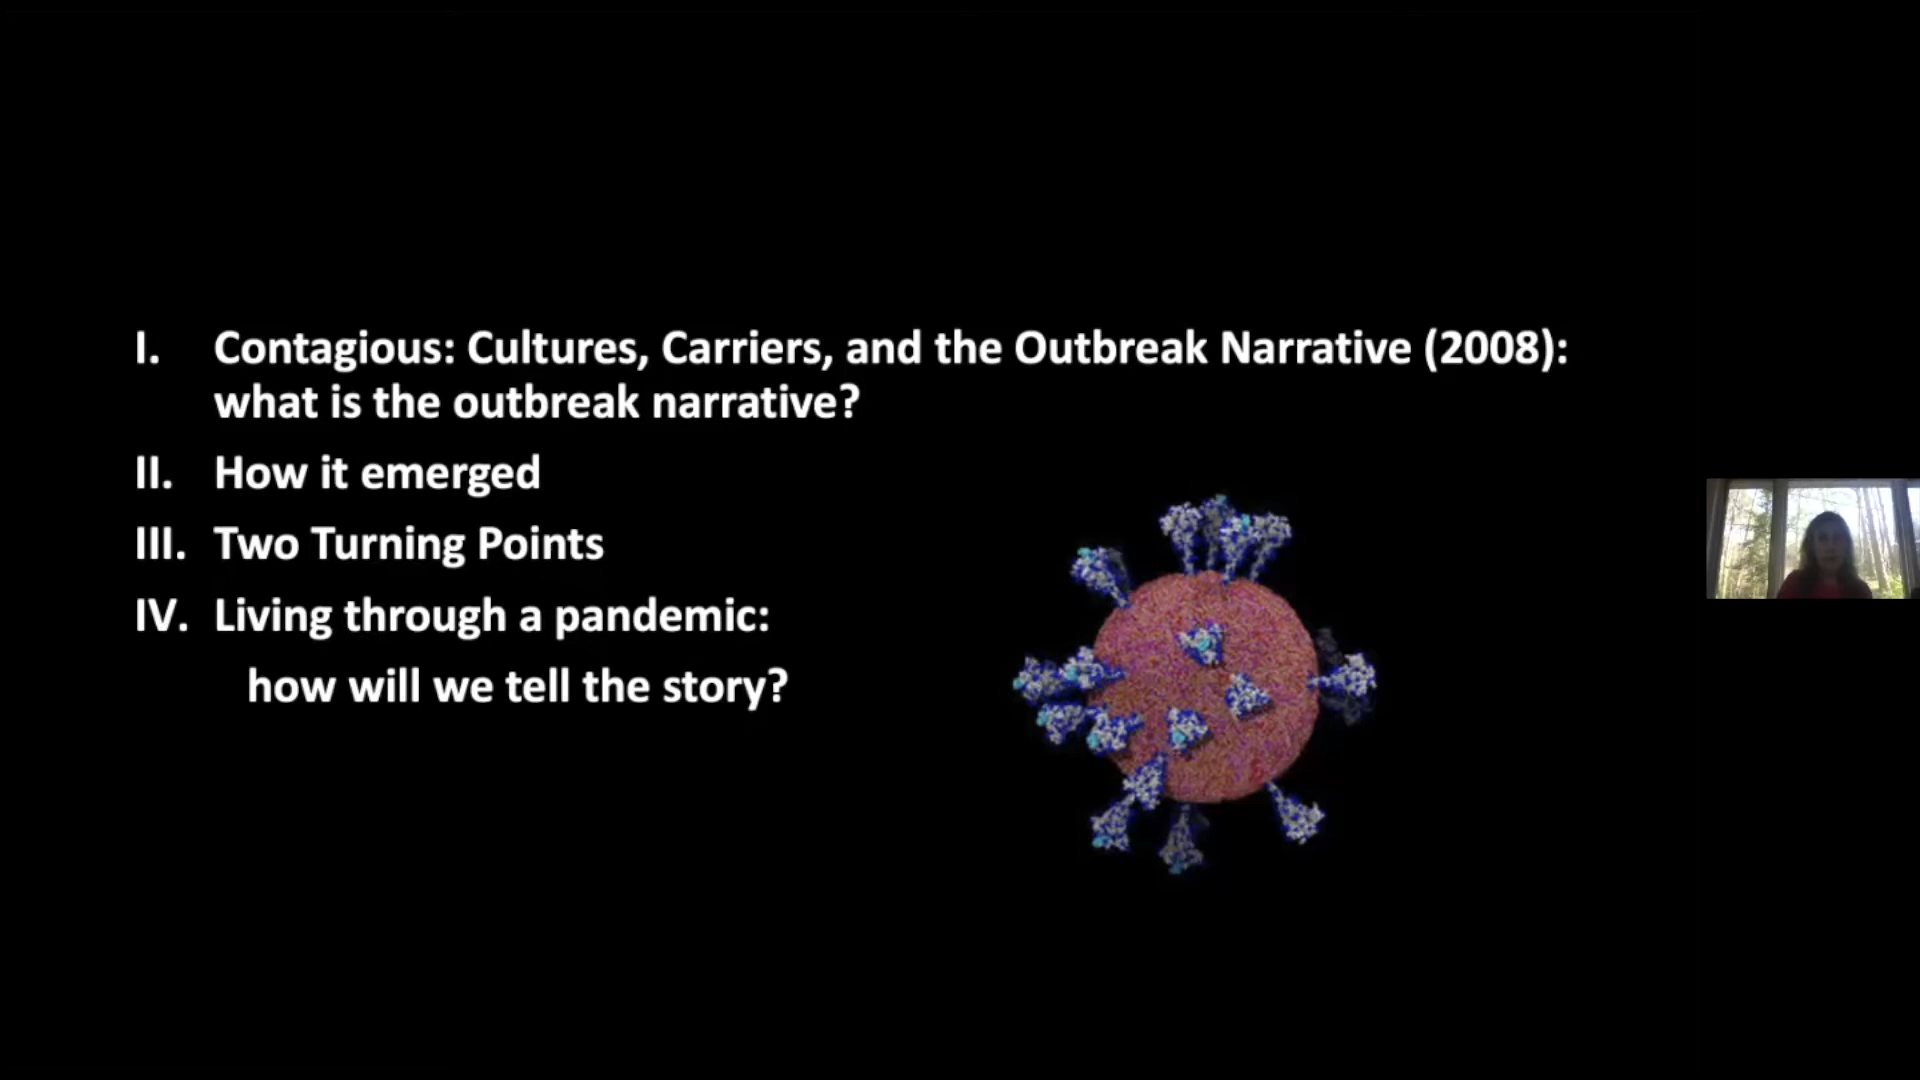 I. Contagious: Cultures, Carriers, and the Outbreak Narrative (2008):
what is the outbreak narrative?
II. How it emerged
III. Two Turning Points
IV. Living through a pandemic:
how will we tell the story?